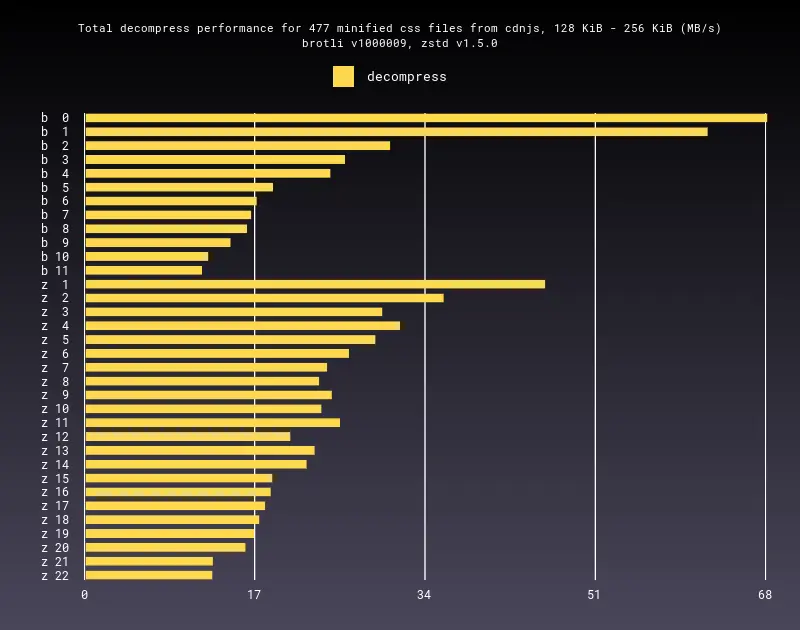 Total decompress performance for 477 minified css files from cdnjs, 128 KiB - 256 KiB (MB/s)
brotli v1000009, zstd v1.5.0
decompress
b 0
b 1
b 2
b 3
b 4
b 5
b 6
b 7
b 8
b 9
b 10
b 11
z 1
z 2
z 3
z 4
z 5
z 6
z 7
z 8
z 9
z 10
z 11
z 12
z 13
z 14
z 15
z 16
z 17
z 18
z 19
z 20
z 21
z 22
0 17 34 51 68